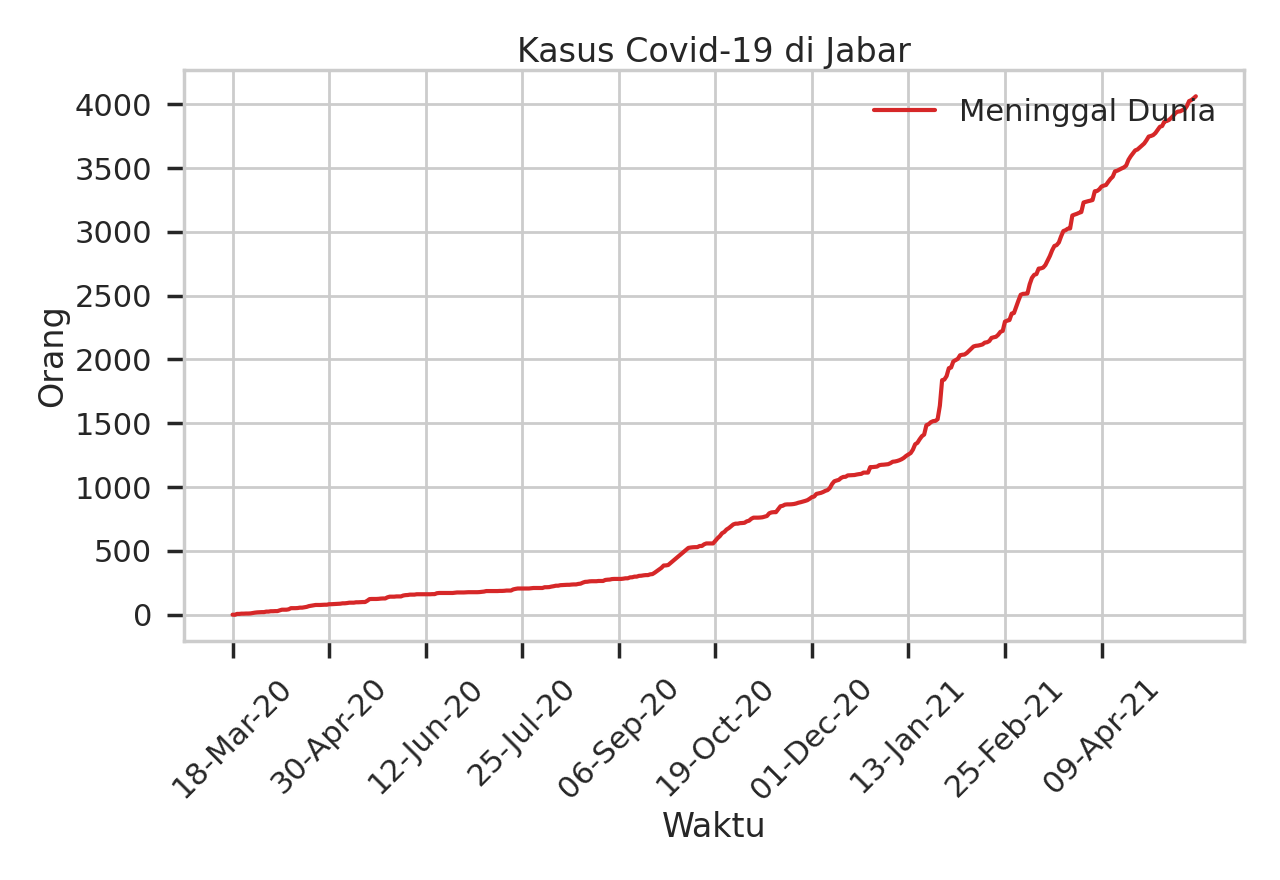 Kasus Covid-19 di Jabar
Meninggal Dunia
4000
3500
3000
2500
2000
1500
1000
500
0
Orang
18-Mar-20
30-Apr-20
12-Jun-20
25-Jul-20
06-Sep-20
19-Oct-20
01-Dec-20
13-Jan-21
25-Feb-21
09-Apr-21
Waktu